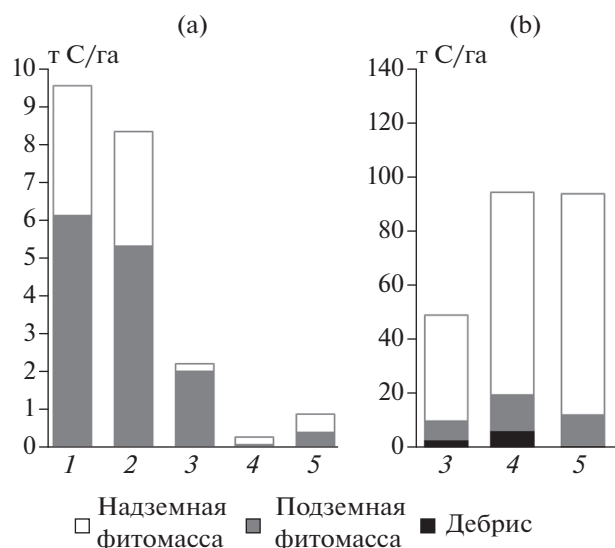 (a)
(b)
т С/га
т С/га
10
9
8
7
6
5
4
3
2
1
0
1 2 3 4 5
140
120
100
80
60
40
20
0
3 4 5
Надземная фитомасса
Подземная фитомасса
Дебрис